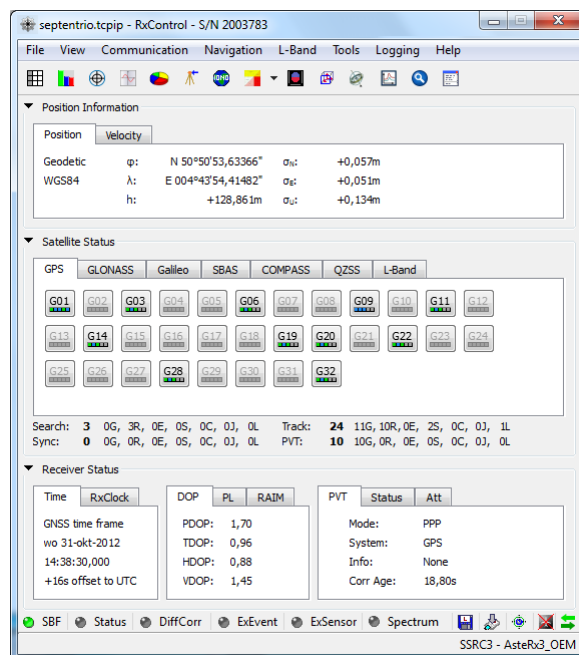 septentrio.tcpip - RxControl - S/N 2003783
File View Communication Navigation L-Band Tools Logging Help
Position Information
Position Velocity
Geodetic φ: N 50°50'53,63366" σN: +0,057m
WGS84 λ: E 004°43'54,41482" σE: +0,051m
h: +128,861m σU: +0,134m
Satellite Status
GPS GLONASS Galileo SBAS COMPASS QZSS L-Band
G01 G02 G03 G04 G05 G06 G07 G08 G09 G10 G11 G12
G13 G14 G15 G16 G17 G18 G19 G20 G21 G22 G23 G24
G25 G26 G27 G28 G29 G30 G31 G32
Search: 3 0G, 3R, 0E, 0S, 0C, 0J, 0L Track: 24 11G, 10R, 0E, 2S, 0C, 0J, 1L
Sync: 0 0G, 0R, 0E, 0S, 0C, 0J, 0L PVT: 10 10G, 0R, 0E, 0S, 0C, 0J, 0L
Receiver Status
Time RxClock DOP PL RAIM PVT Status Att
GNSS time frame PDOP: 1,70 Mode: PPP
wo 31-okt-2012 TDOP: 0,96 System: GPS
14:38:30,000 HDOP: 0,88 Info: None
+16s offset to UTC VDOP: 1,45 Corr Age: 18,80s
SBF Status DiffCorr ExEvent ExSensor Spectrum
SSRC3 - AsteRx3_OEM